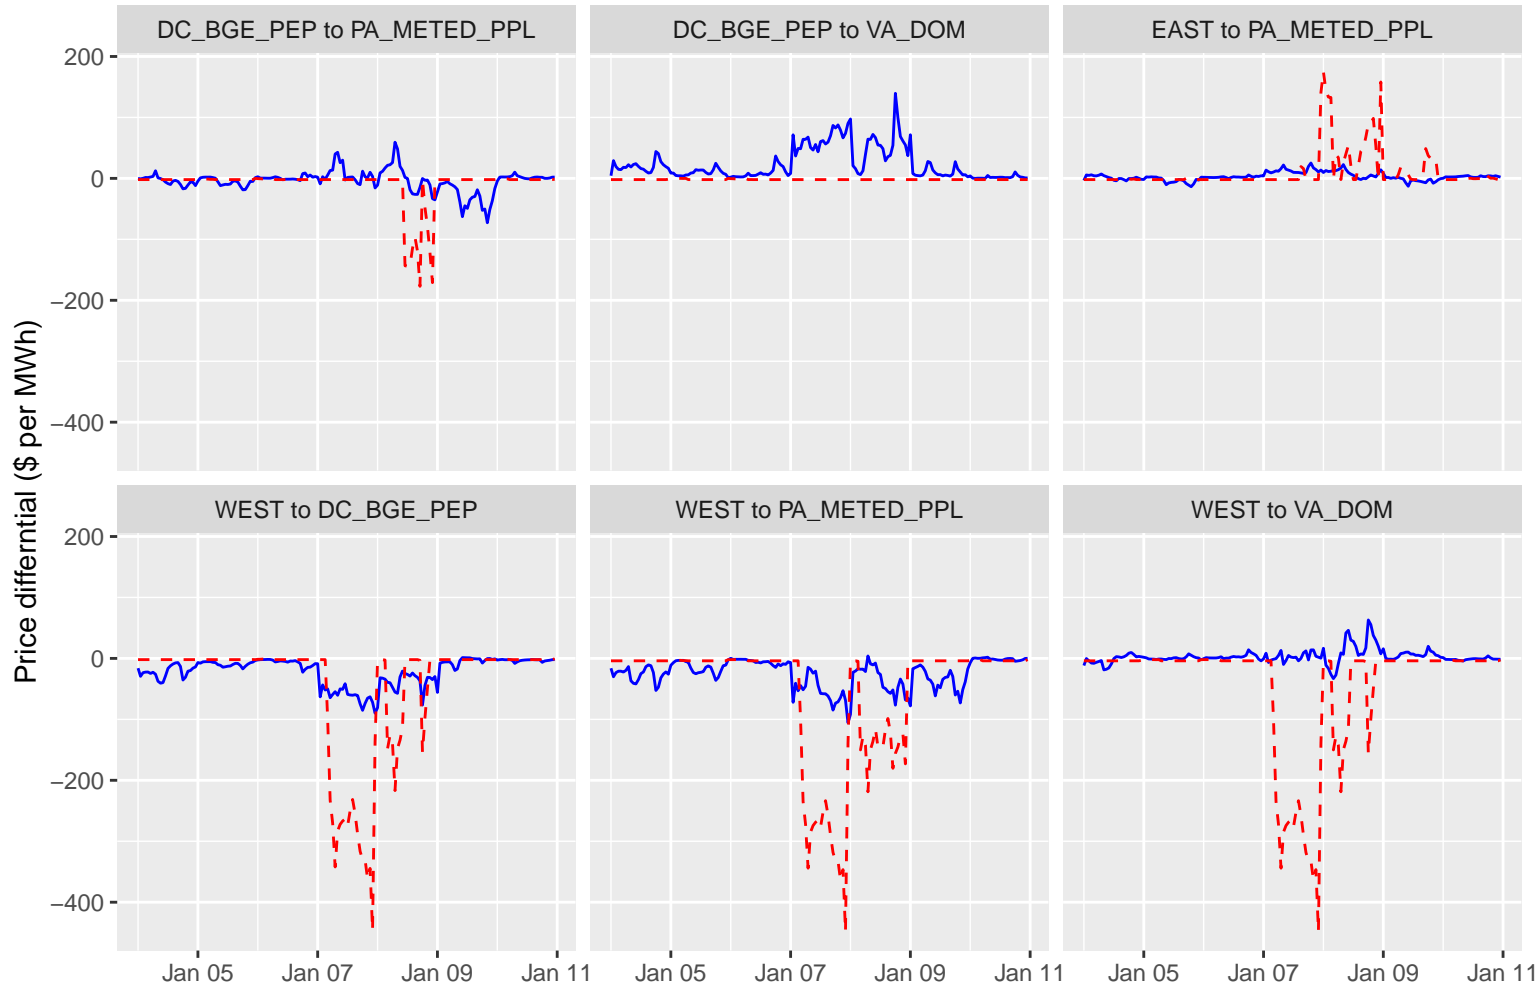 DC_BGE_PEP to PA_METED_PPL
DC_BGE_PEP to VA_DOM
EAST to PA_METED_PPL
200
0
−200
−400
Price differntial ($ per MWh)
WEST to DC_BGE_PEP
WEST to PA_METED_PPL
WEST to VA_DOM
200
0
−200
−400
Jan 05 Jan 07 Jan 09 Jan 11
Jan 05 Jan 07 Jan 09 Jan 11
Jan 05 Jan 07 Jan 09 Jan 11